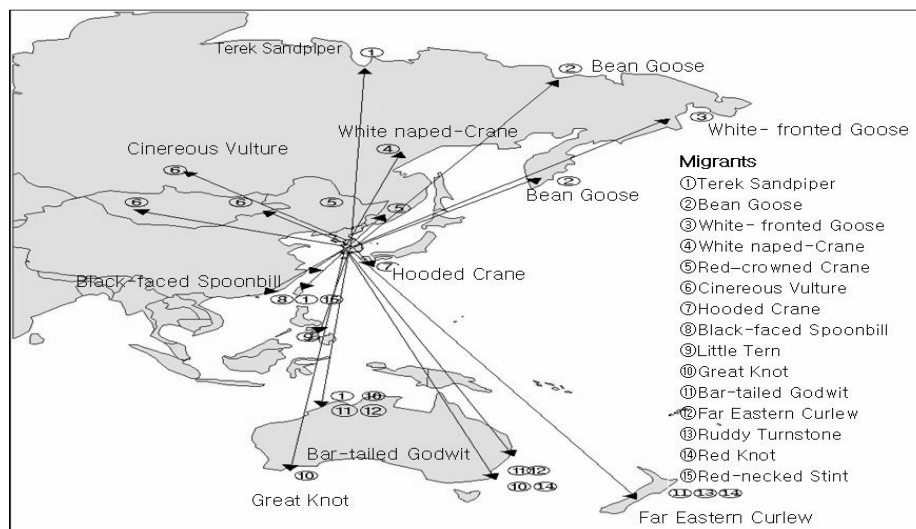 Terek Sandpiper ①
② Bean Goose
③
White- fronted Goose
White naped-Crane
④
Cinereous Vulture
⑥
⑥ ⑥ ⑤
⑤
② 
Bean Goose
Migrants
①Terek Sandpiper
②Bean Goose
③White- fronted Goose
④White naped-Crane
⑤Red-crowned Crane
⑥Cinereous Vulture
⑦Hooded Crane
⑧Black-faced Spoonbill
⑨Little Tern
⑩Great Knot
⑪Bar-tailed Godwit
⑫Far Eastern Curlew
⑬Ruddy Turnstone
⑭Red Knot
⑮Red-necked Stint
⑦
Hooded Crane
Black-faced Spoonbill
⑧ ① ⑮
⑨
①
⑪ ⑫
Bar-tailed Godwit
⑩
Great Knot
⑪⑫
⑩ ⑭
⑪ ⑬ ⑭
Far Eastern Curlew